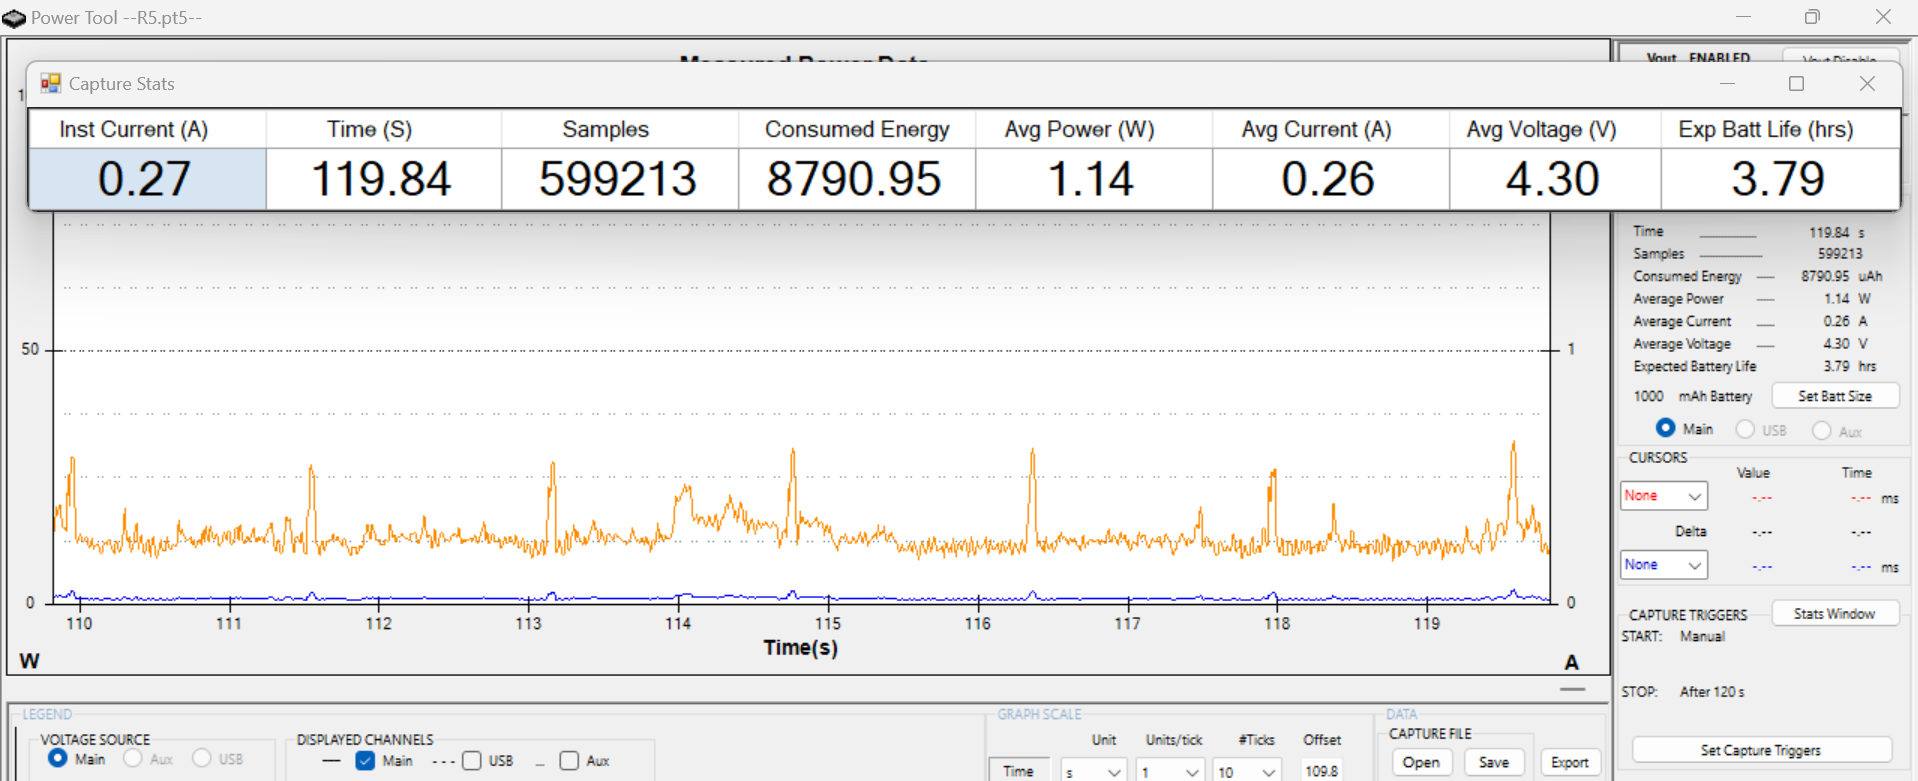 Power Tool --R5.pt5--
Measured Power Data
Vout ENABLED
Vout Disable
Capture Stats
Inst Current (A) Time (S) Samples Consumed Energy Avg Power (W) Avg Current (A) Avg Voltage (V) Exp Batt Life (hrs)
0.27 119.84 599213 8790.95 1.14 0.26 4.30 3.79
Time 119.84 s
Samples 599213
Consumed Energy 8790.95 uAh
Average Power 1.14 W
Average Current 0.26 A
Average Voltage 4.30 V
Expected Battery Life 3.79 hrs
1000 mAh Battery Set Batt Size
Main USB Aux
CURSORS
Value Time
None -.-- -.-- ms
Delta -.-- -.--
None -.-- -.-- ms
CAPTURE TRIGGERS Stats Window
START: Manual
STOP: After 120 s
Set Capture Triggers
50 1
0 0
110 111 112 113 114 115 116 117 118 119
Time(s)
W A
LEGEND
VOLTAGE SOURCE
Main Aux USB
DISPLAYED CHANNELS
Main USB Aux
GRAPH SCALE
Unit Units/tick #Ticks Offset
Time s 1 10 109.8
DATA
CAPTURE FILE
Open Save Export